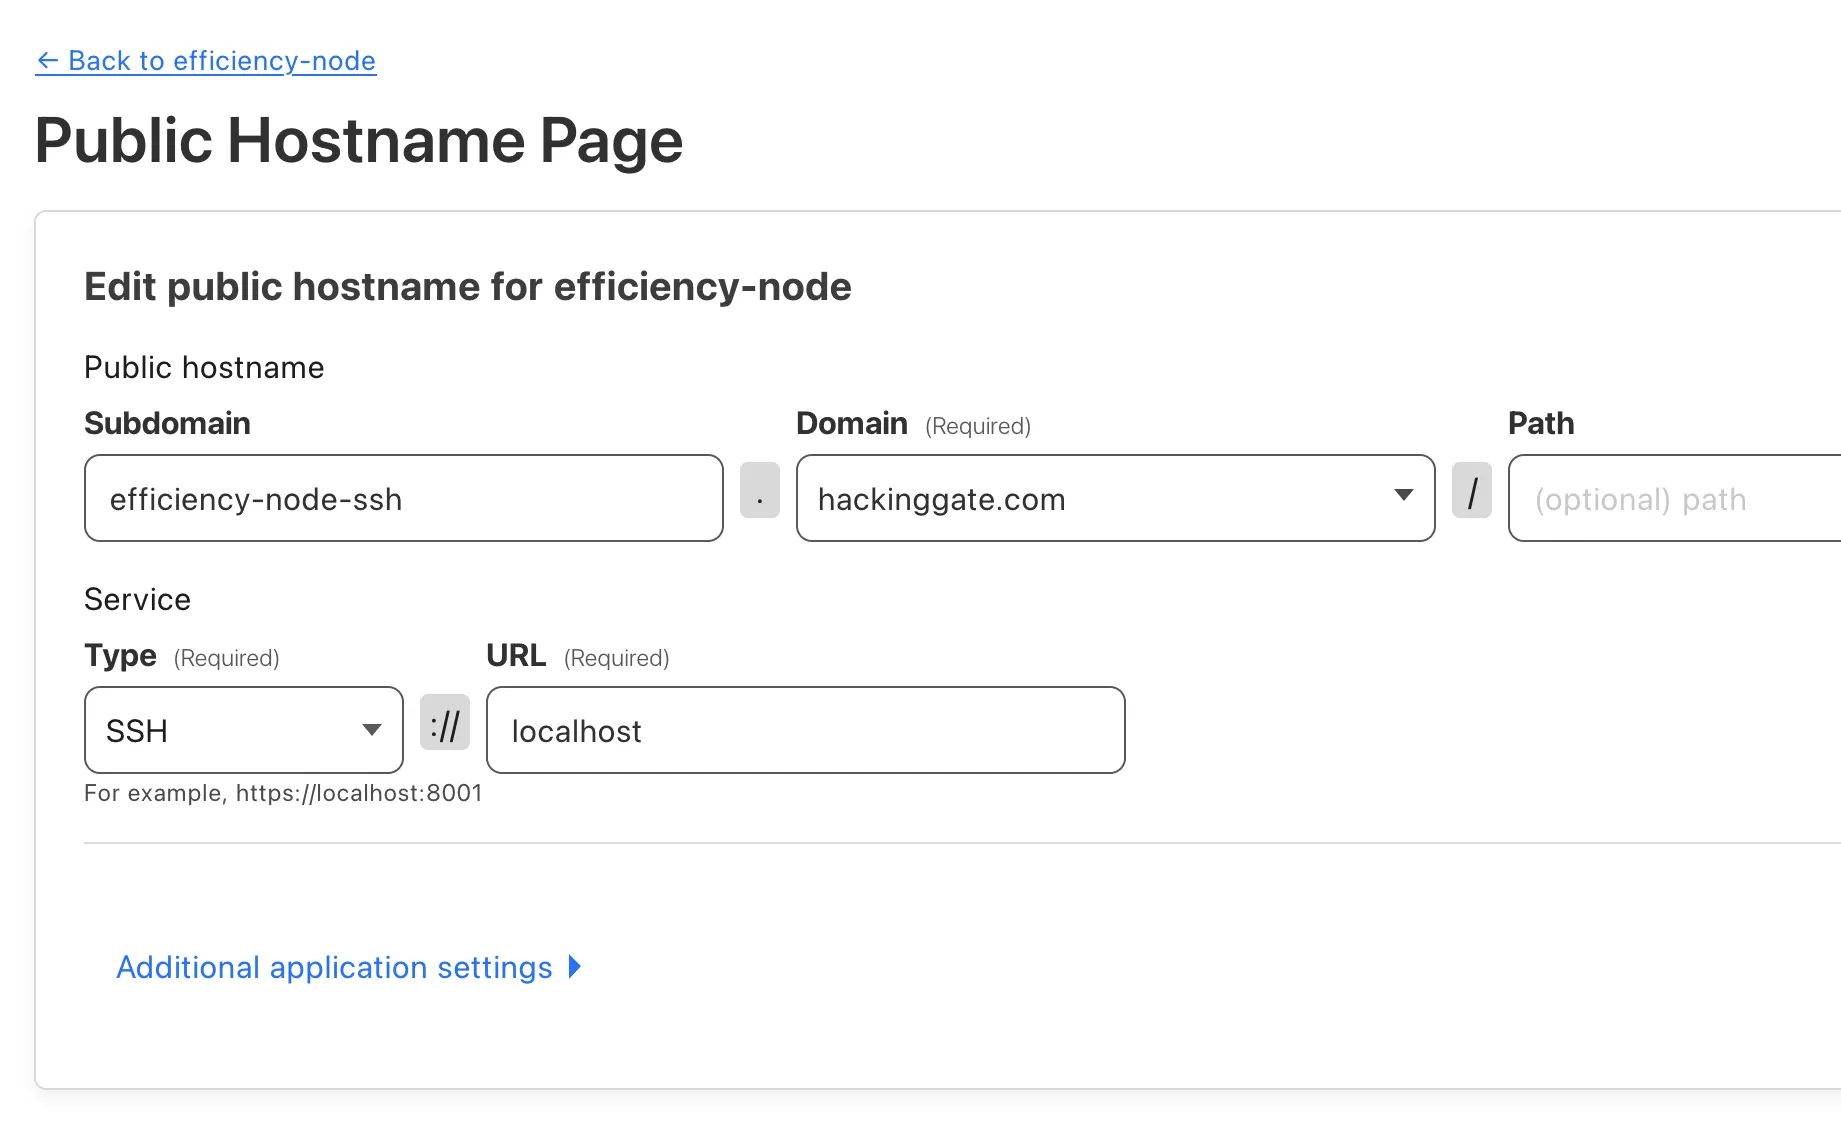 ← Back to efficiency-node
Public Hostname Page
Edit public hostname for efficiency-node
Public hostname
Subdomain Domain (Required) Path
efficiency-node-ssh . hackinggate.com / (optional) path
Service
Type (Required) URL (Required)
SSH :// localhost
For example, https://localhost:8001
Additional application settings